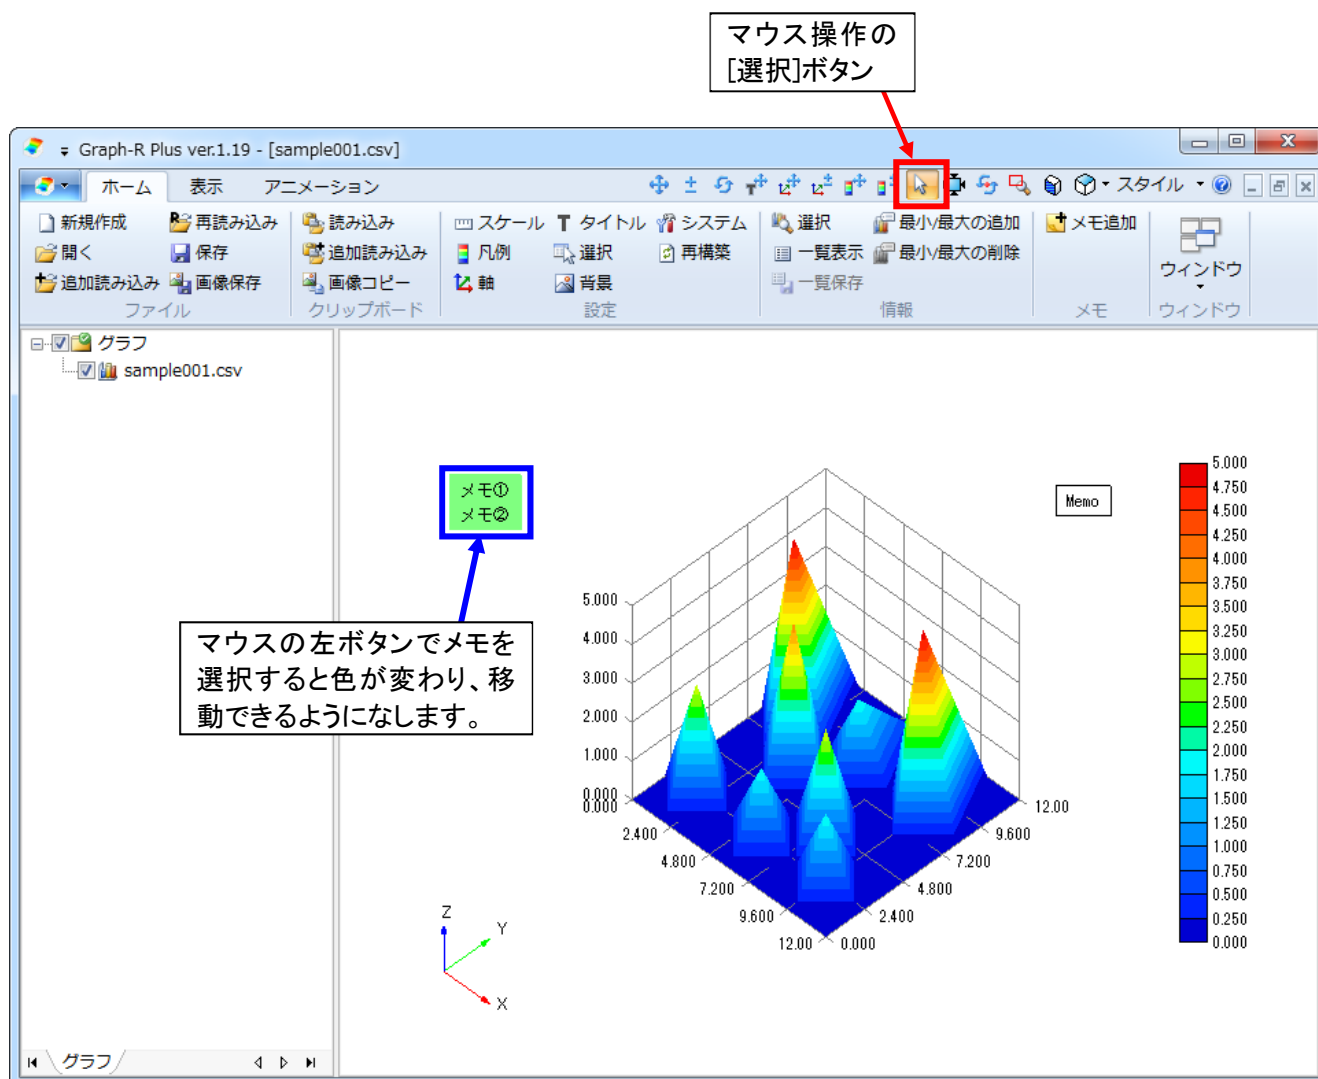 マウス操作の
[選択]ボタン
Graph-R Plus ver.1.19 - [sample001.csv]
ホーム 表示 アニメーション スタイル
新規作成 再読み込み 読み込み スケール T タイトル システム 選択 最小/最大の追加 メモ追加
開く 保存 追加読み込み 凡例 選択 再構築 一覧表示 最小/最大の削除
追加読み込み 画像保存 画像コピー 軸 背景 一覧保存 ウィンドウ
ファイル クリップボード 設定 情報 メモ ウィンドウ
グラフ
sample001.csv
メモ①
メモ②
Memo
マウスの左ボタンでメモを
選択すると色が変わり、移
動できるようになします。
5.000
4.000
3.000
2.000
1.000
0.000
0.000
2.400
4.800
7.200
9.600
12.00
0.000
2.400
4.800
7.200
9.600
12.00
5.000
4.750
4.500
4.250
4.000
3.750
3.500
3.250
3.000
2.750
2.500
2.250
2.000
1.750
1.500
1.250
1.000
0.750
0.500
0.250
0.000
Z
Y
X
グラフ